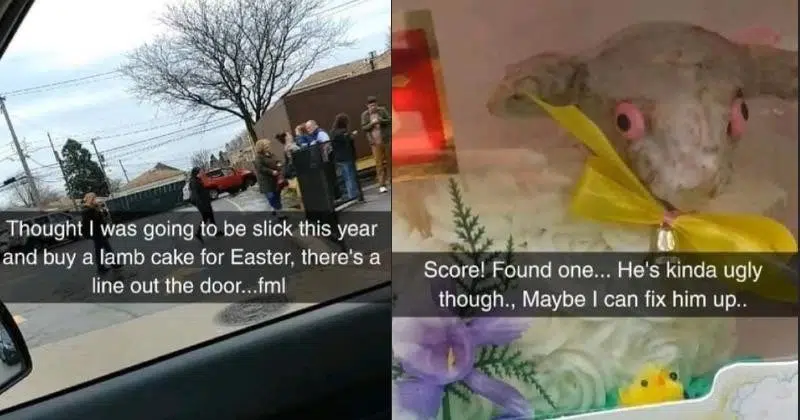 Thought I was going to be slick this year
and buy a lamb cake for Easter, there's a
line out the door...fml
Score! Found one... He's kinda ugly
though., Maybe I can fix him up..